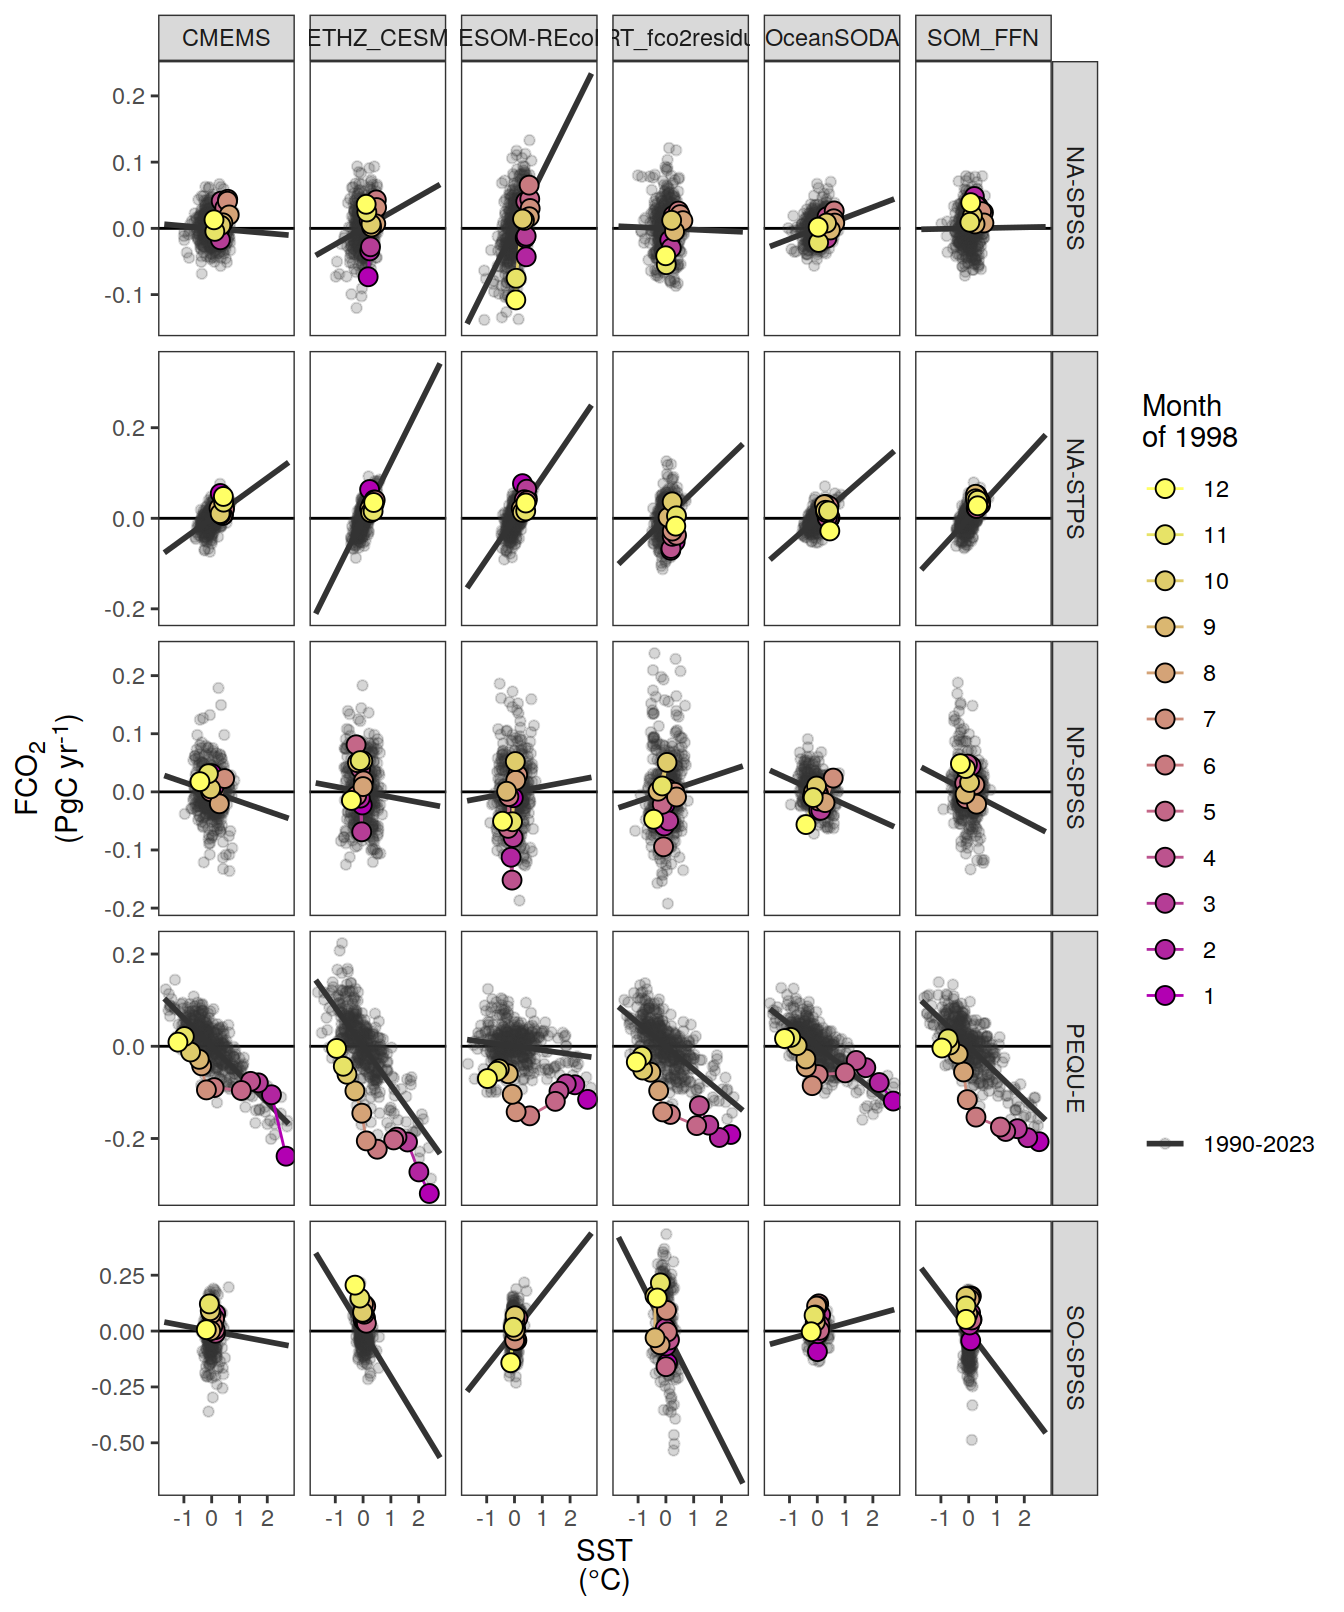 CMEMS ETHZ_CESM ESOM-REcoM RT_fco2residu OceanSODA SOM_FFN
0.2
0.1
0.0
-0.1
NA-SPSS
0.2
0.0
-0.2
NA-STPS
0.2
0.1
0.0
-0.1
-0.2
NP-SPSS
0.2
0.0
-0.2
PEQU-E
0.25
0.00
-0.25
-0.50
SO-SPSS
-1 0 1 2 -1 0 1 2 -1 0 1 2 -1 0 1 2 -1 0 1 2 -1 0 1 2
SST
(°C)
FCO₂
(PgC yr⁻¹)
Month
of 1998
12
11
10
9
8
7
6
5
4
3
2
1
1990-2023